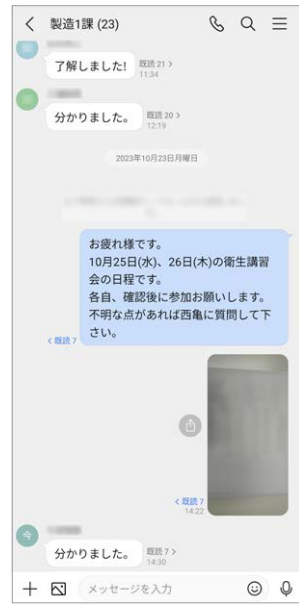 製造1課 (23)
了解しました!
既読 21 >
11:34
分かりました。
既読 20 >
12:19
2023年10月23日月曜日
お疲れ様です。
10月25日(水)、26日(木)の衛生講習
会の日程です。
各自、確認後に参加お願いします。
不明な点があれば西亀に質問して下
さい。
< 既読 7
< 既読 7
14:22
今
分かりました。
既読 7 >
14:30
メッセージを入力